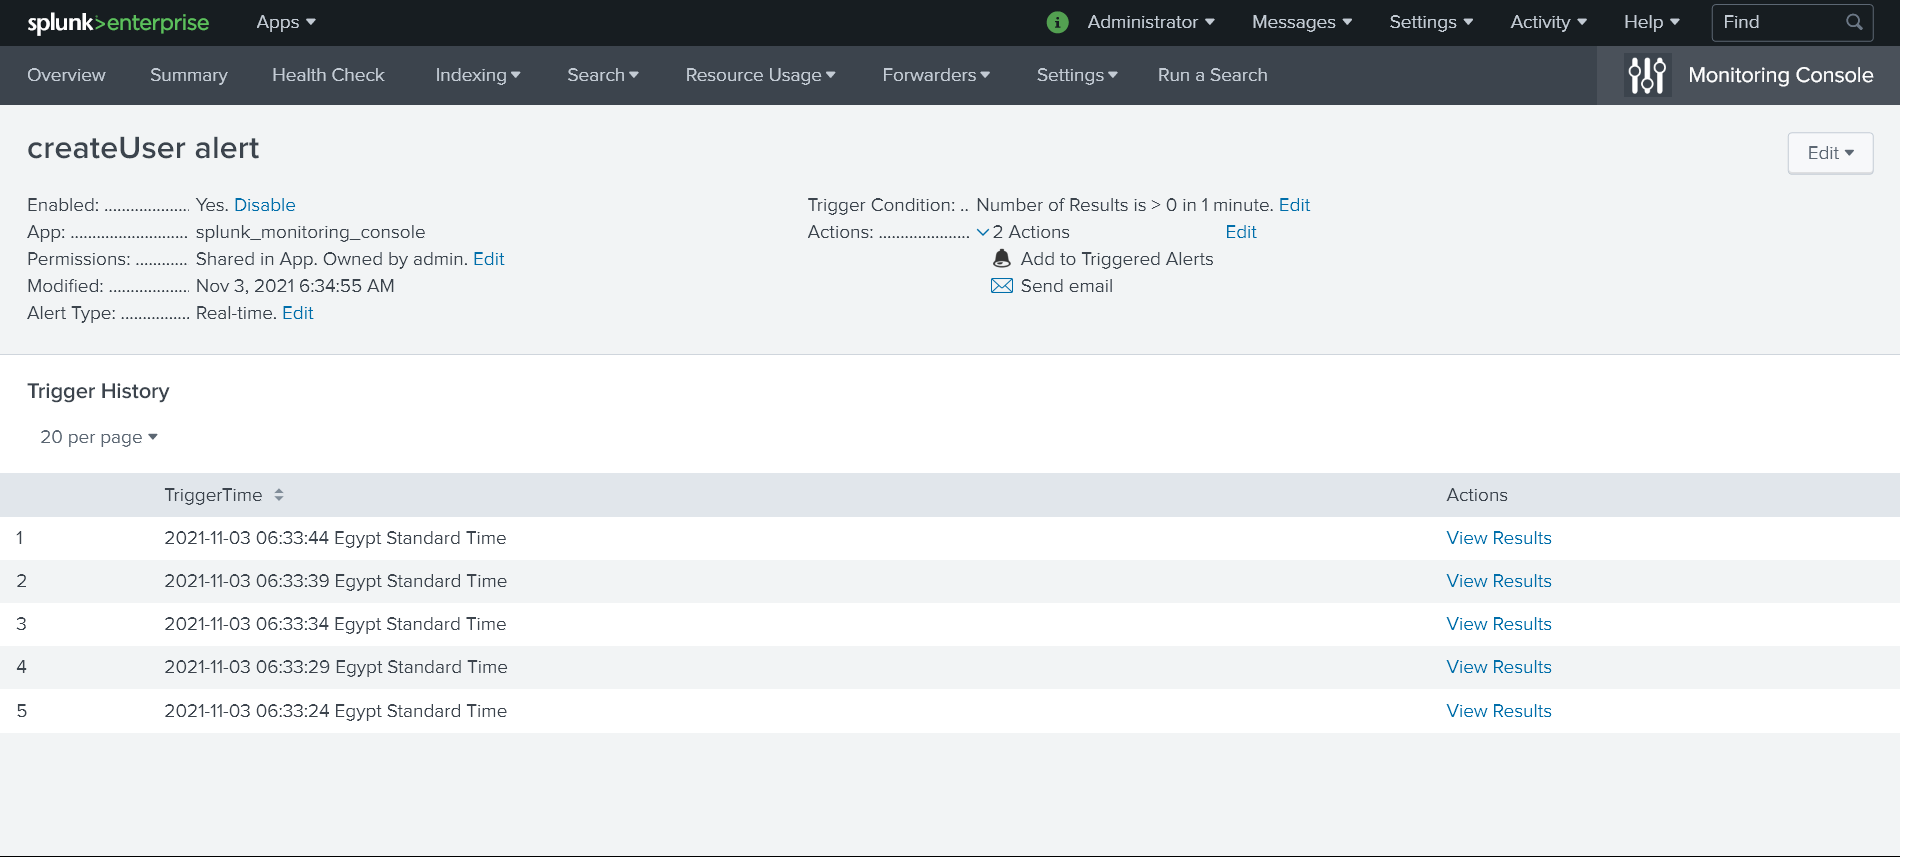 splunk>enterprise Apps Administrator Messages Settings Activity Help Find
Overview Summary Health Check Indexing Search Resource Usage Forwarders Settings Run a Search Monitoring Console
createUser alert
Edit
Enabled: .................... Yes. Disable
App: ........................... splunk_monitoring_console
Permissions: ............ Shared in App. Owned by admin. Edit
Modified: ................... Nov 3, 2021 6:34:55 AM
Alert Type: ................ Real-time. Edit
Trigger Condition: .. Number of Results is > 0 in 1 minute. Edit
Actions: ..................... 2 Actions Edit
Add to Triggered Alerts
Send email
Trigger History
20 per page
TriggerTime Actions
1 2021-11-03 06:33:44 Egypt Standard Time View Results
2 2021-11-03 06:33:39 Egypt Standard Time View Results
3 2021-11-03 06:33:34 Egypt Standard Time View Results
4 2021-11-03 06:33:29 Egypt Standard Time View Results
5 2021-11-03 06:33:24 Egypt Standard Time View Results